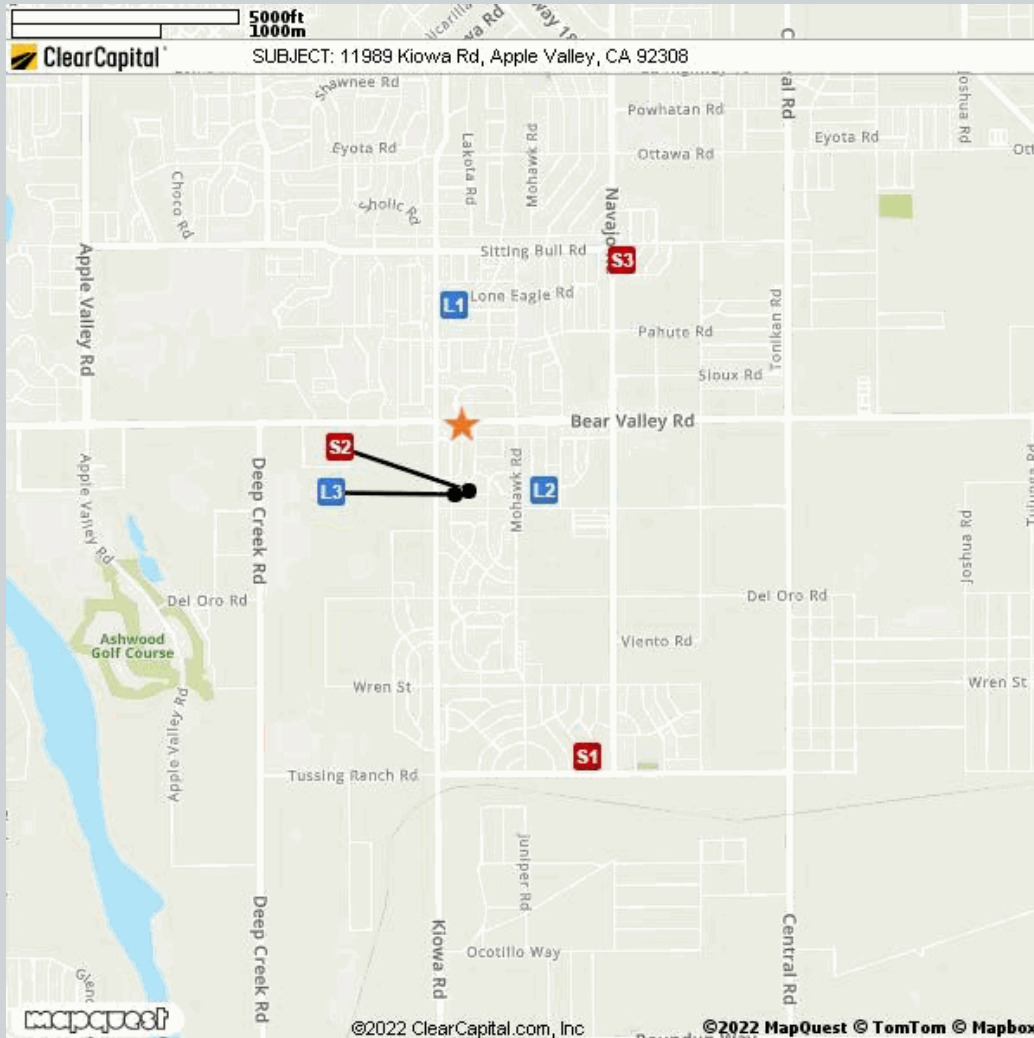 5000ft
1000m
ClearCapital
SUBJECT: 11989 Kiowa Rd, Apple Valley, CA 92308
Shawnee Rd
Powhatan Rd
Eyota Rd
Eyota Rd
Joshua Rd
Lakota Rd
Mohawk Rd
Ottawa Rd
Choco Rd
Navajo
Apple Valley Rd
Sitting Bull Rd
S3
L1
Lone Eagle Rd
Pahute Rd
Sioux Rd
Bear Valley Rd
S2
L3
L2
Mohawk Rd
Apple Valley Rd
Deep Creek Rd
Joshua Rd
Del Oro Rd
Del Oro Rd
Ashwood
Golf Course
Viento Rd
Wren St
Wren St
Apple Valley Rd
S1
Tussing Ranch Rd
Juniper Rd
Deep Creek Rd
Kiowa Rd
Central Rd
Ocotillo Way
mapquest
©2022 ClearCapital.com, Inc
©2022 MapQuest © TomTom © Mapbox